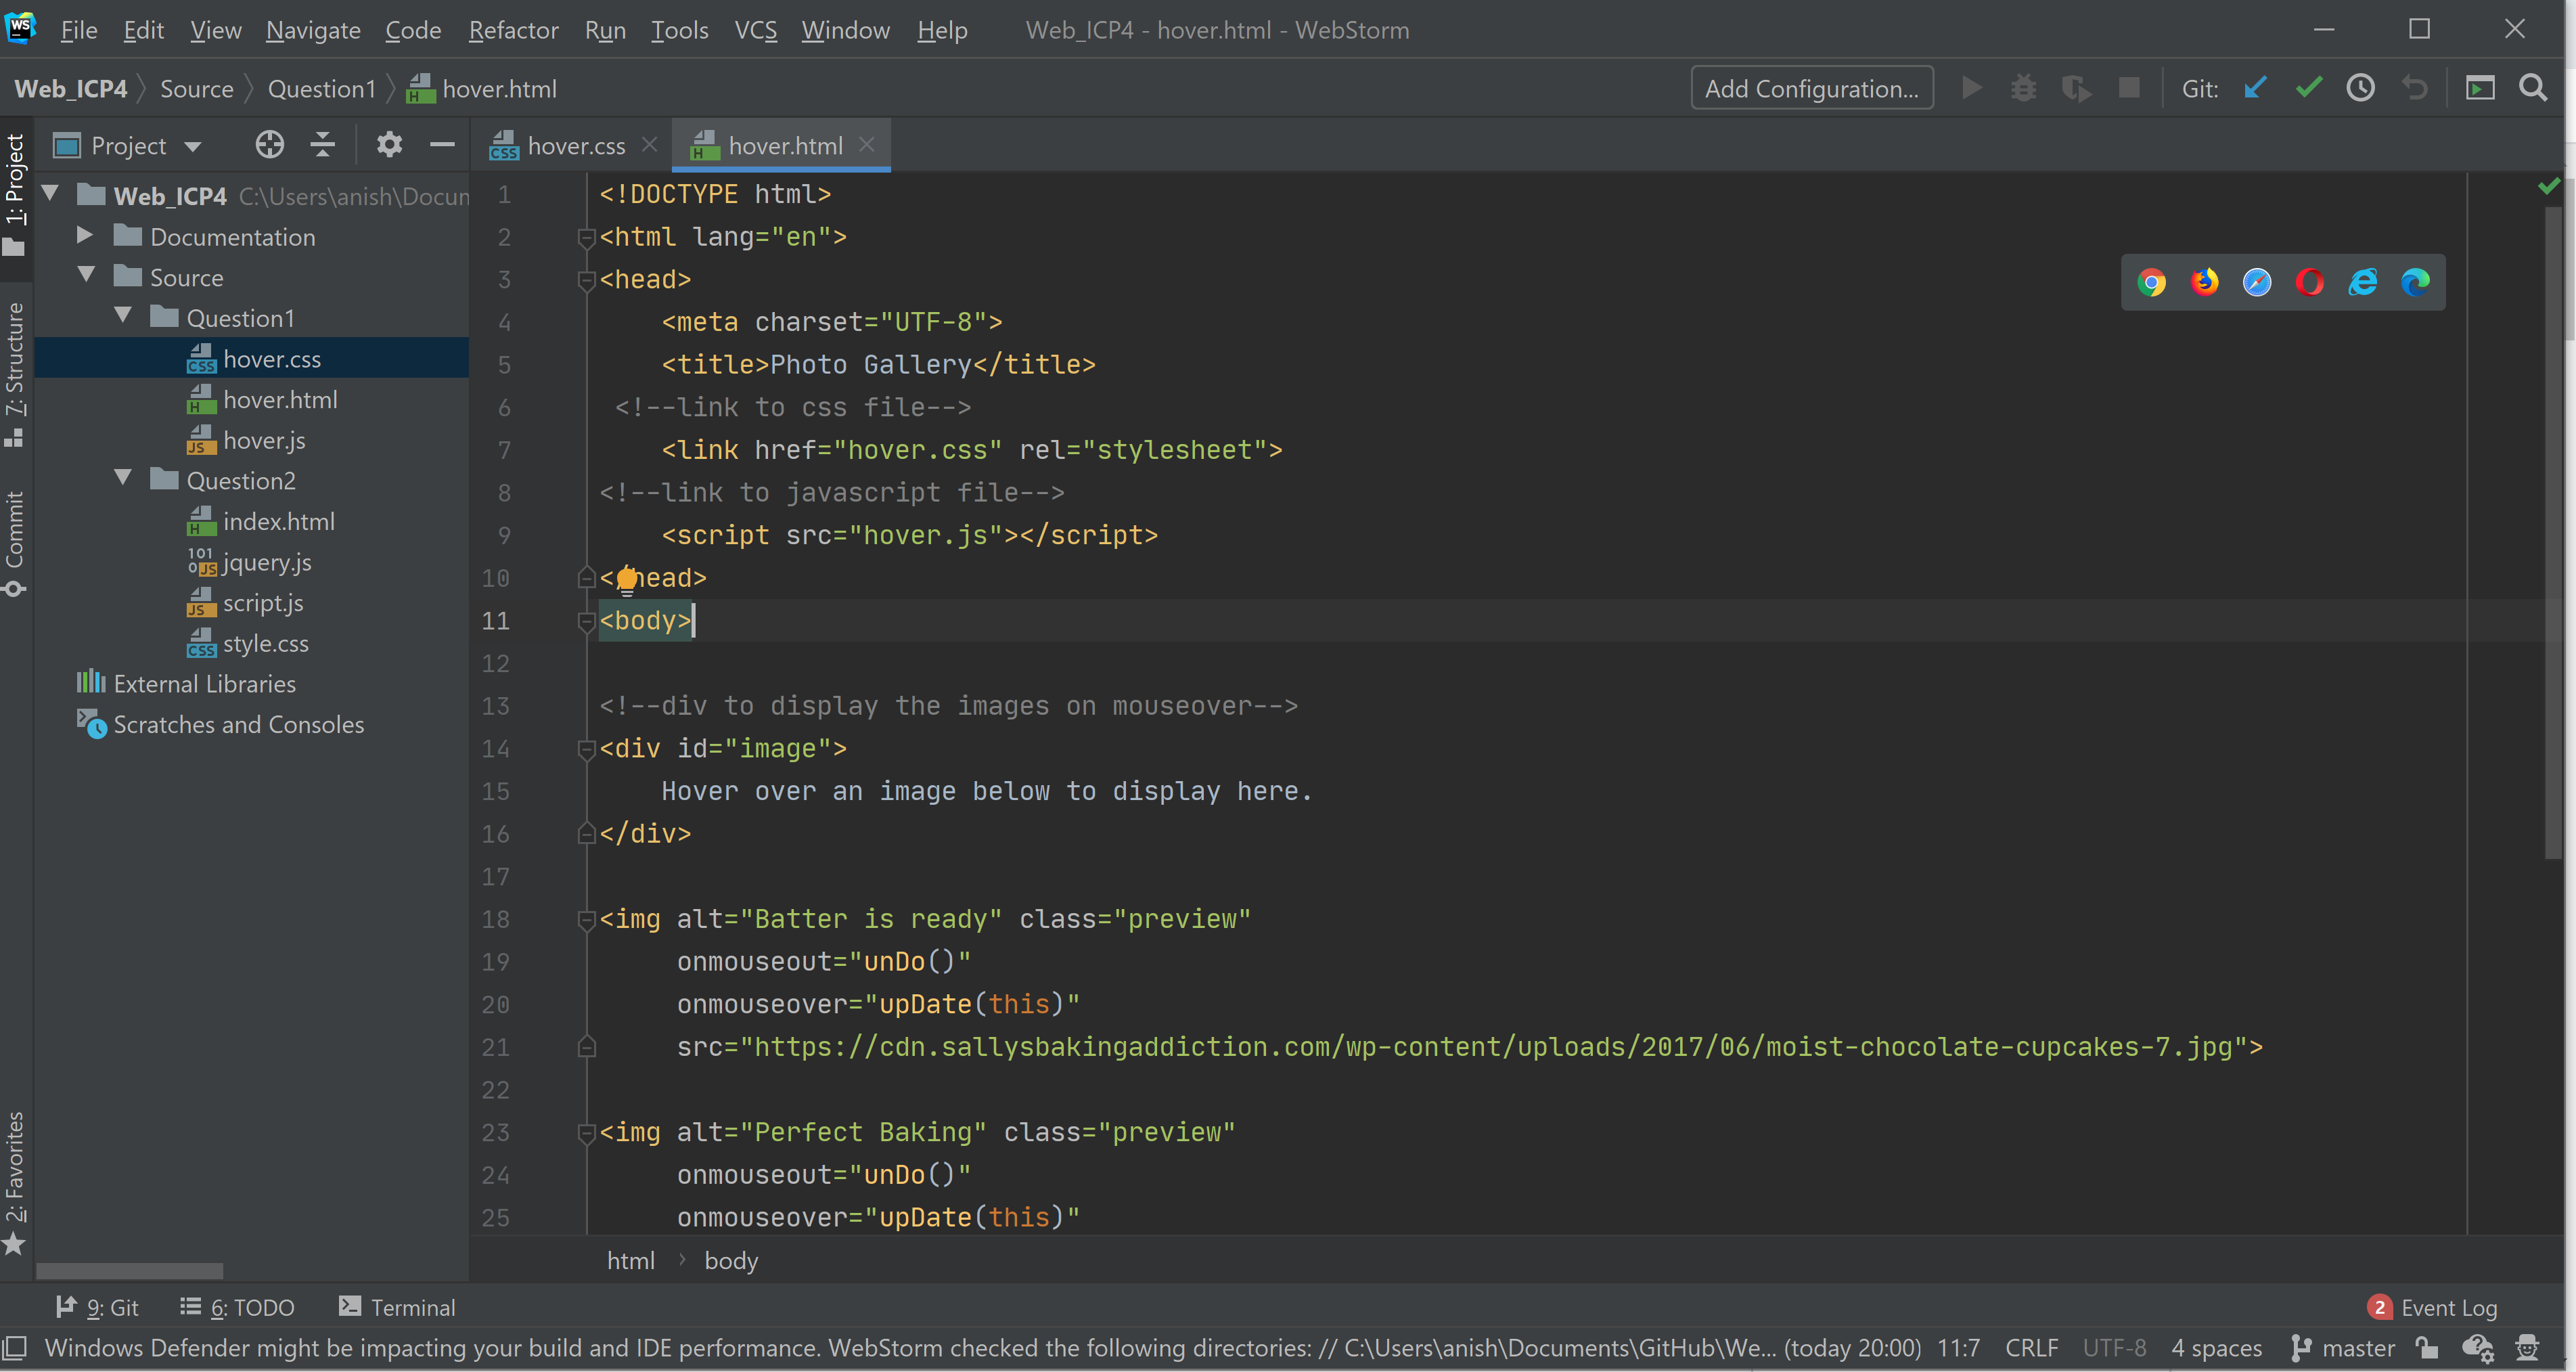 WS File Edit View Navigate Code Refactor Run Tools VCS Window Help Web_ICP4 - hover.html - WebStorm
Web_ICP4 Source Question1 hover.html Add Configuration... Git:
1: Project
7: Structure
Commit
2: Favorites
Project
Web_ICP4 C:\Users\anish\Docum
Documentation
Source
Question1
hover.css
hover.html
hover.js
Question2
index.html
jquery.js
script.js
style.css
External Libraries
Scratches and Consoles
hover.css hover.html
1 <!DOCTYPE html>
2 <html lang="en">
3 <head>
4 <meta charset="UTF-8">
5 <title>Photo Gallery</title>
6 <!--link to css file-->
7 <link href="hover.css" rel="stylesheet">
8 <!--link to javascript file-->
9 <script src="hover.js"></script>
10 < head>
11 <body>
12
13 <!--div to display the images on mouseover-->
14 <div id="image">
15 Hover over an image below to display here.
16 </div>
17
18 <img alt="Batter is ready" class="preview"
19 onmouseout="unDo()"
20 onmouseover="upDate(this)"
21 src="https://cdn.sallysbakingaddiction.com/wp-content/uploads/2017/06/moist-chocolate-cupcakes-7.jpg">
22
23 <img alt="Perfect Baking" class="preview"
24 onmouseout="unDo()"
25 onmouseover="upDate(this)"
html › body
9: Git 6: TODO Terminal 2 Event Log
Windows Defender might be impacting your build and IDE performance. WebStorm checked the following directories: // C:\Users\anish\Documents\GitHub\We... (today 20:00) 11:7 CRLF UTF-8 4 spaces master